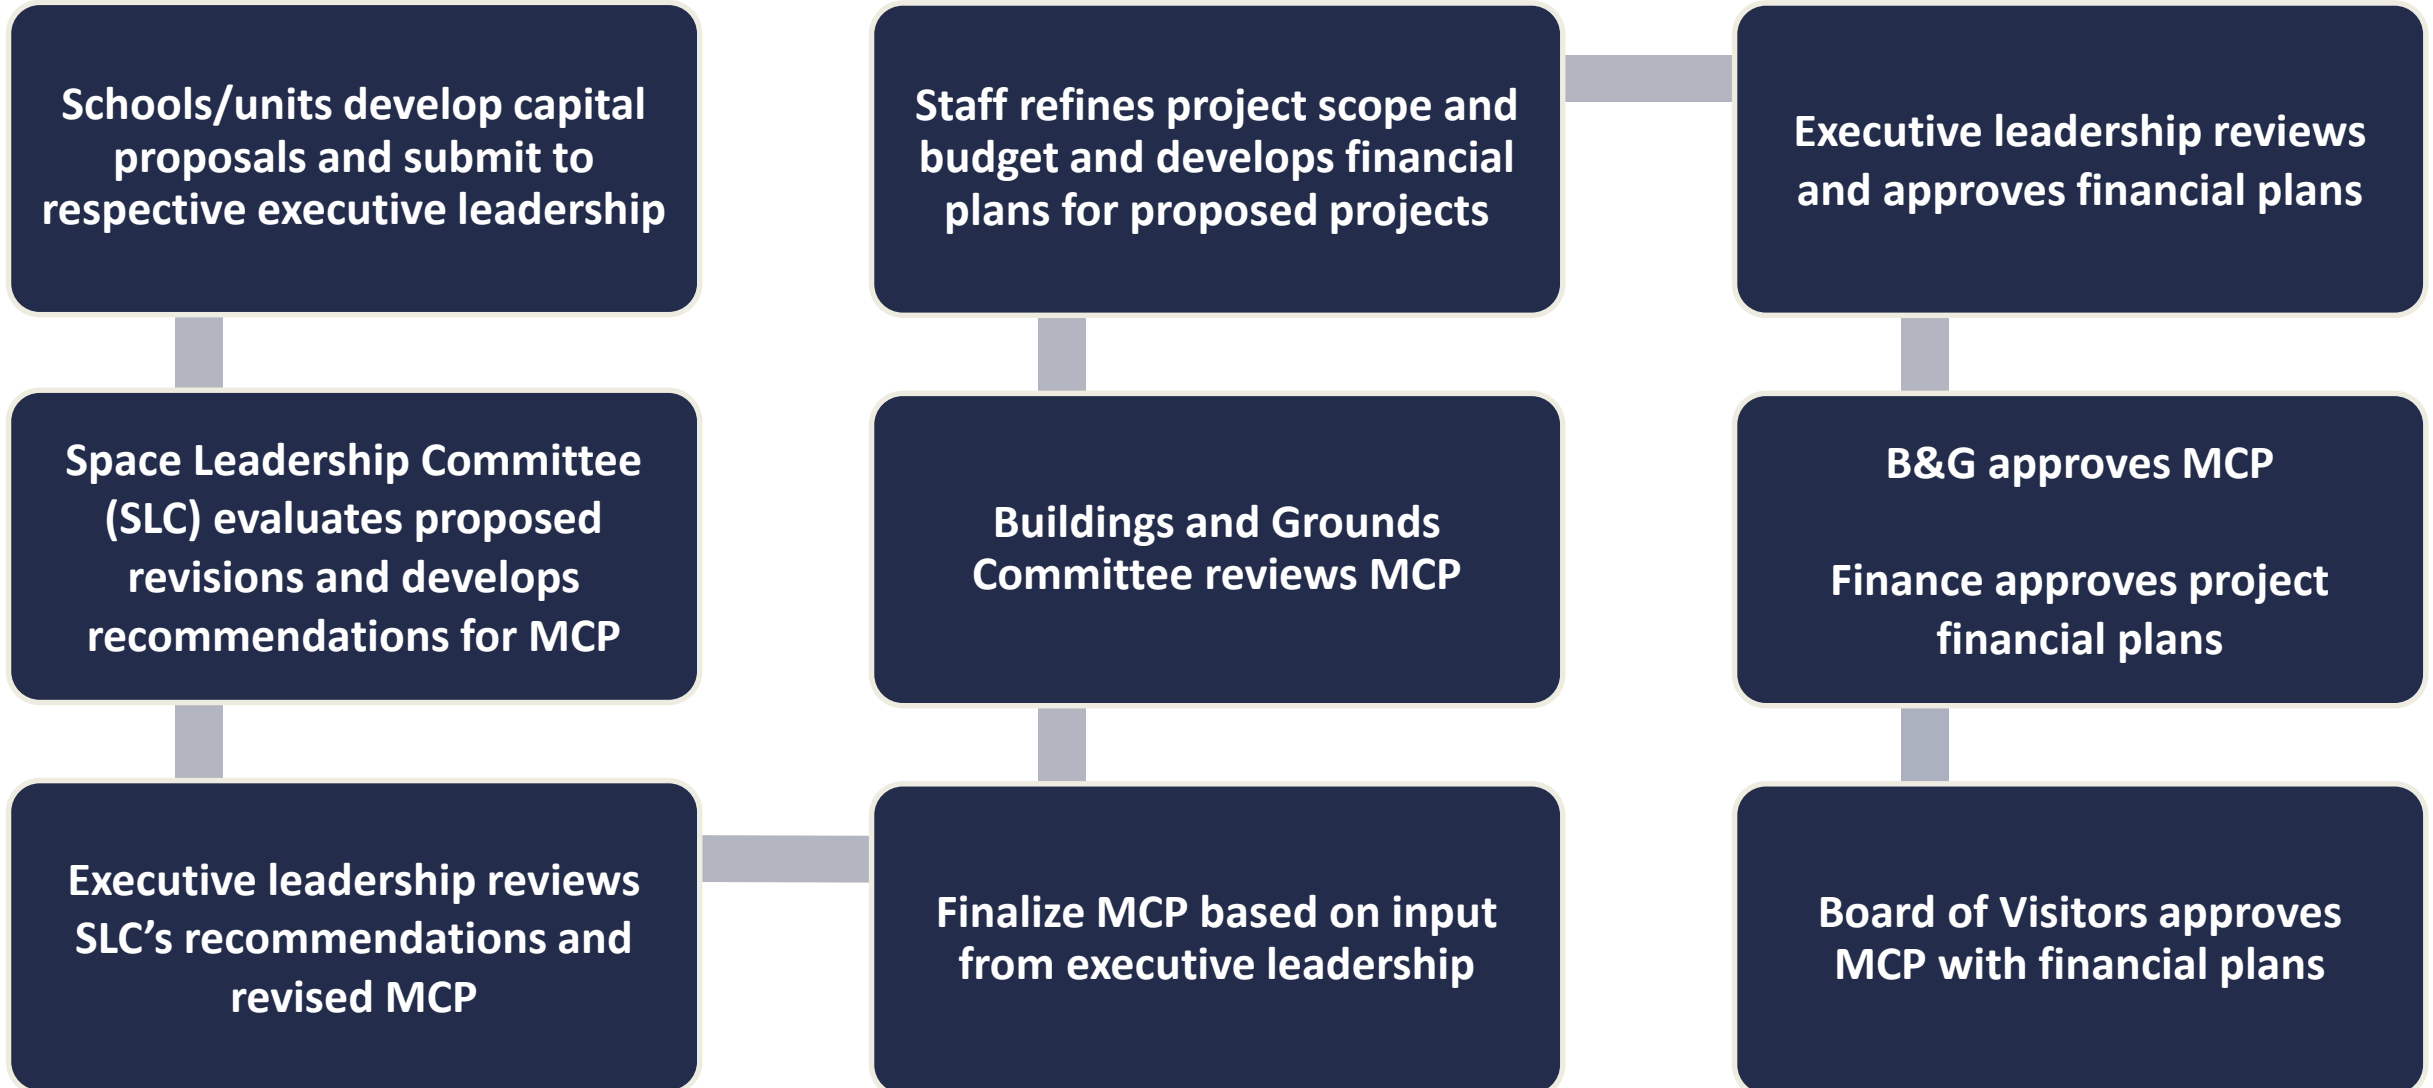 Schools/units develop capital
proposals and submit to
respective executive leadership
Space Leadership Committee
(SLC) evaluates proposed
revisions and develops
recommendations for MCP
Executive leadership reviews
SLC’s recommendations and
revised MCP
Finalize MCP based on input
from executive leadership
Buildings and Grounds
Committee reviews MCP
Staff refines project scope and
budget and develops financial
plans for proposed projects
Executive leadership reviews
and approves financial plans
B&G approves MCP
Finance approves project
financial plans
Board of Visitors approves
MCP with financial plans